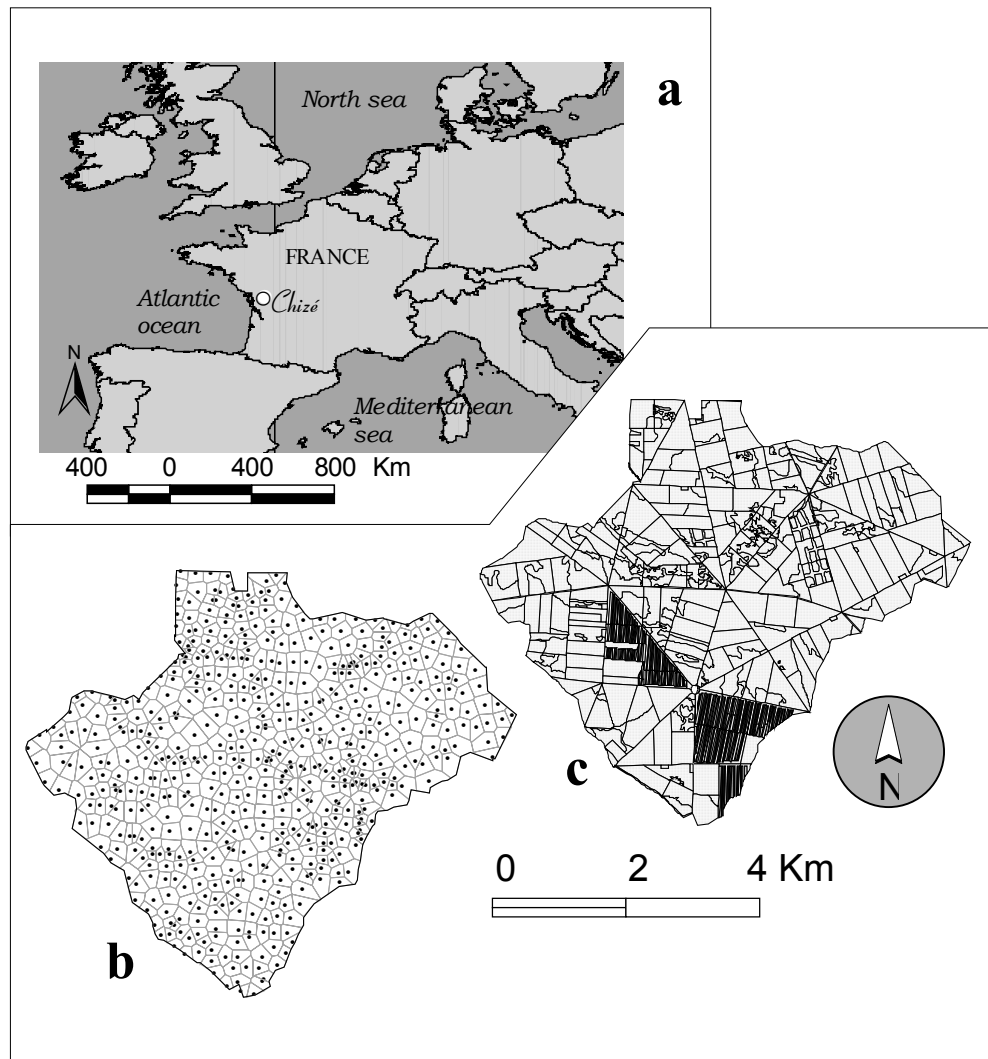 a
North sea
FRANCE
Chizé
Atlantic
ocean
N
Mediterranean
sea
400 0 400 800 Km
b
c
N
0 2 4 Km